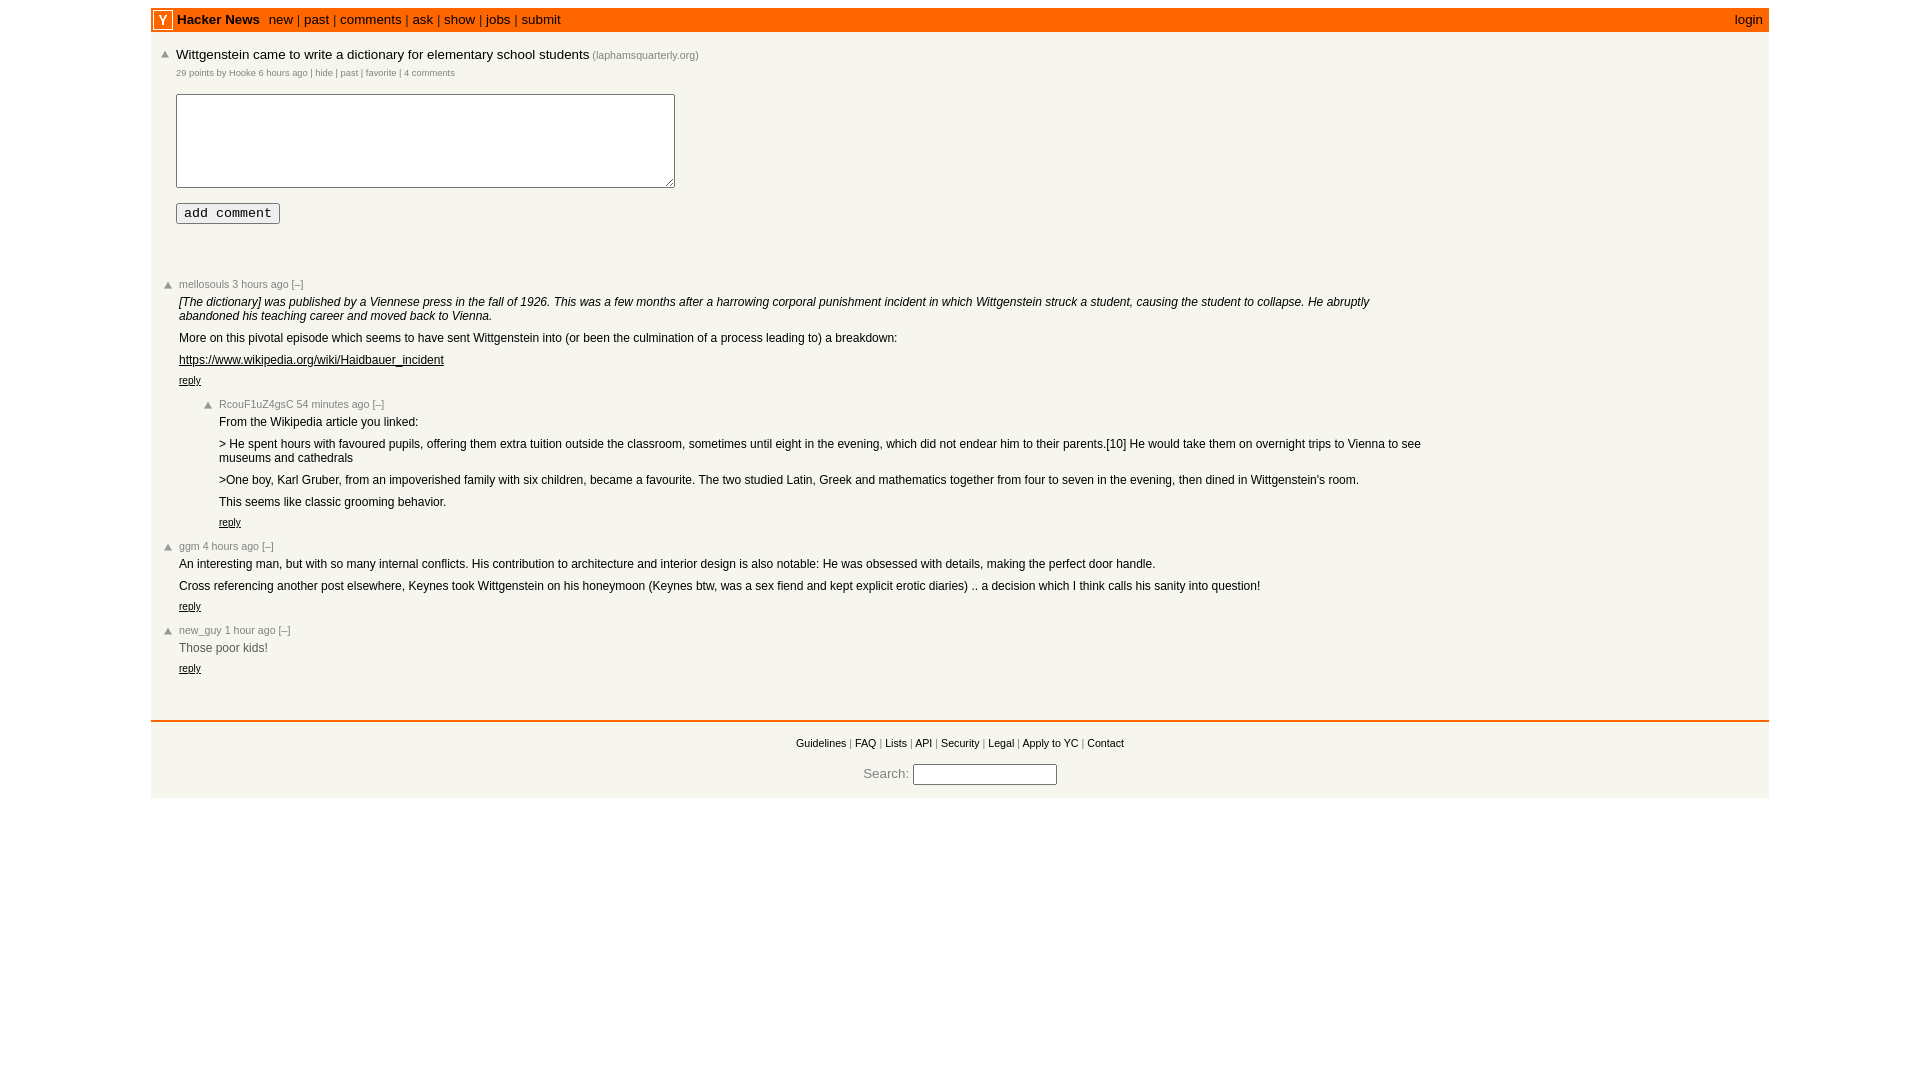 Y Hacker News new | past | comments | ask | show | jobs | submit login
Wittgenstein came to write a dictionary for elementary school students (laphamsquarterly.org)
29 points by Hooke 6 hours ago | hide | past | favorite | 4 comments
add comment
mellosouls 3 hours ago [–]
[The dictionary] was published by a Viennese press in the fall of 1926. This was a few months after a harrowing corporal punishment incident in which Wittgenstein struck a student, causing the student to collapse. He abruptly
abandoned his teaching career and moved back to Vienna.
More on this pivotal episode which seems to have sent Wittgenstein into (or been the culmination of a process leading to) a breakdown:
https://www.wikipedia.org/wiki/Haidbauer_incident
reply
RcouF1uZ4gsC 54 minutes ago [–]
From the Wikipedia article you linked:
> He spent hours with favoured pupils, offering them extra tuition outside the classroom, sometimes until eight in the evening, which did not endear him to their parents.[10] He would take them on overnight trips to Vienna to see
museums and cathedrals
>One boy, Karl Gruber, from an impoverished family with six children, became a favourite. The two studied Latin, Greek and mathematics together from four to seven in the evening, then dined in Wittgenstein's room.
This seems like classic grooming behavior.
reply
ggm 4 hours ago [–]
An interesting man, but with so many internal conflicts. His contribution to architecture and interior design is also notable: He was obsessed with details, making the perfect door handle.
Cross referencing another post elsewhere, Keynes took Wittgenstein on his honeymoon (Keynes btw, was a sex fiend and kept explicit erotic diaries) .. a decision which I think calls his sanity into question!
reply
new_guy 1 hour ago [–]
Those poor kids!
reply
Guidelines | FAQ | Lists | API | Security | Legal | Apply to YC | Contact
Search: